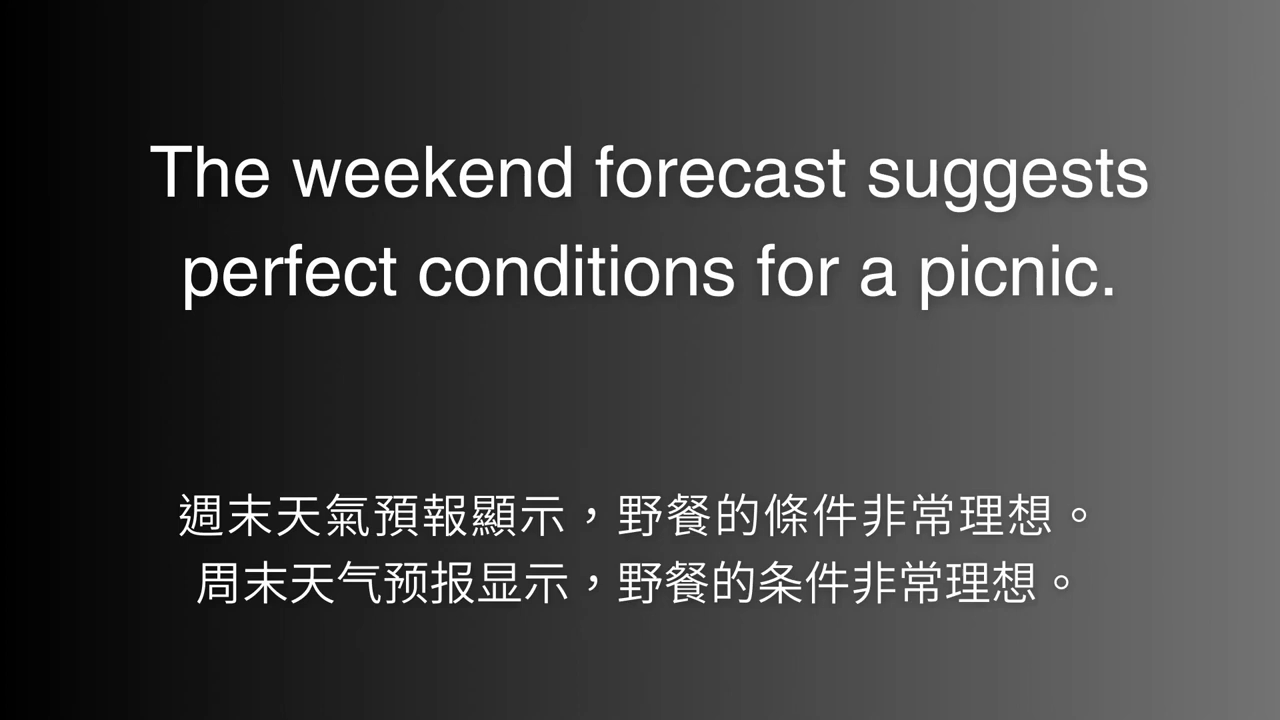 The weekend forecast suggests
perfect conditions for a picnic.
週末天氣預報顯示，野餐的條件非常理想。
周末天气预报显示，野餐的条件非常理想。